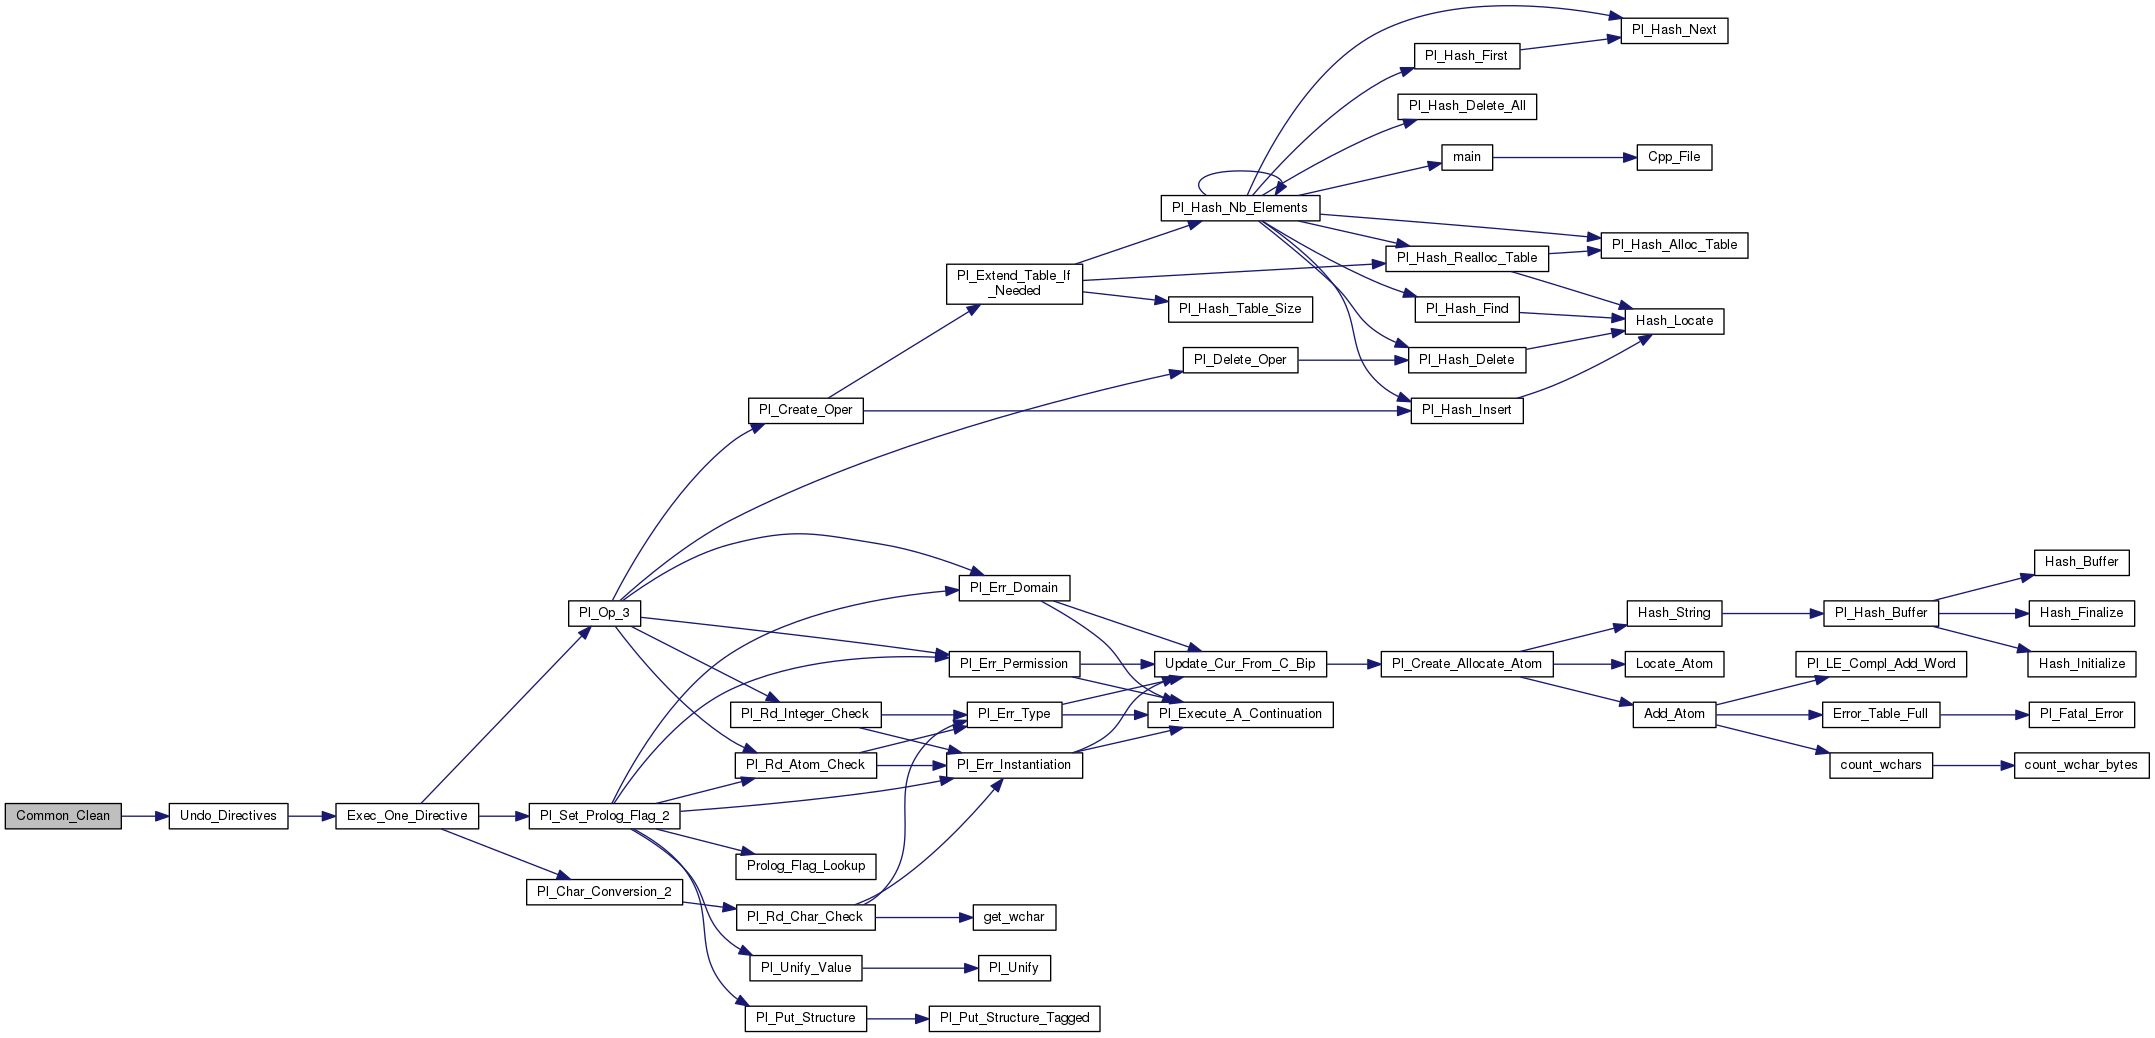 Pl_Hash_Next
Pl_Hash_First
Pl_Hash_Delete_All
main
Cpp_File
Pl_Hash_Nb_Elements
Pl_Hash_Alloc_Table
Pl_Hash_Realloc_Table
Pl_Extend_Table_If
_Needed
Pl_Hash_Table_Size
Pl_Hash_Find
Hash_Locate
Pl_Delete_Oper
Pl_Hash_Delete
Pl_Create_Oper
Pl_Hash_Insert
Hash_Buffer
Pl_Err_Domain
Pl_Op_3
Hash_String
Pl_Hash_Buffer
Hash_Finalize
Pl_Err_Permission
Update_Cur_From_C_Bip
Pl_Create_Allocate_Atom
Locate_Atom
Pl_LE_Compl_Add_Word
Hash_Initialize
Pl_Rd_Integer_Check
Pl_Err_Type
Pl_Execute_A_Continuation
Add_Atom
Error_Table_Full
Pl_Fatal_Error
Pl_Rd_Atom_Check
Pl_Err_Instantiation
count_wchars
count_wchar_bytes
Common_Clean
Undo_Directives
Exec_One_Directive
Pl_Set_Prolog_Flag_2
Prolog_Flag_Lookup
Pl_Char_Conversion_2
Pl_Rd_Char_Check
get_wchar
Pl_Unify_Value
Pl_Unify
Pl_Put_Structure
Pl_Put_Structure_Tagged